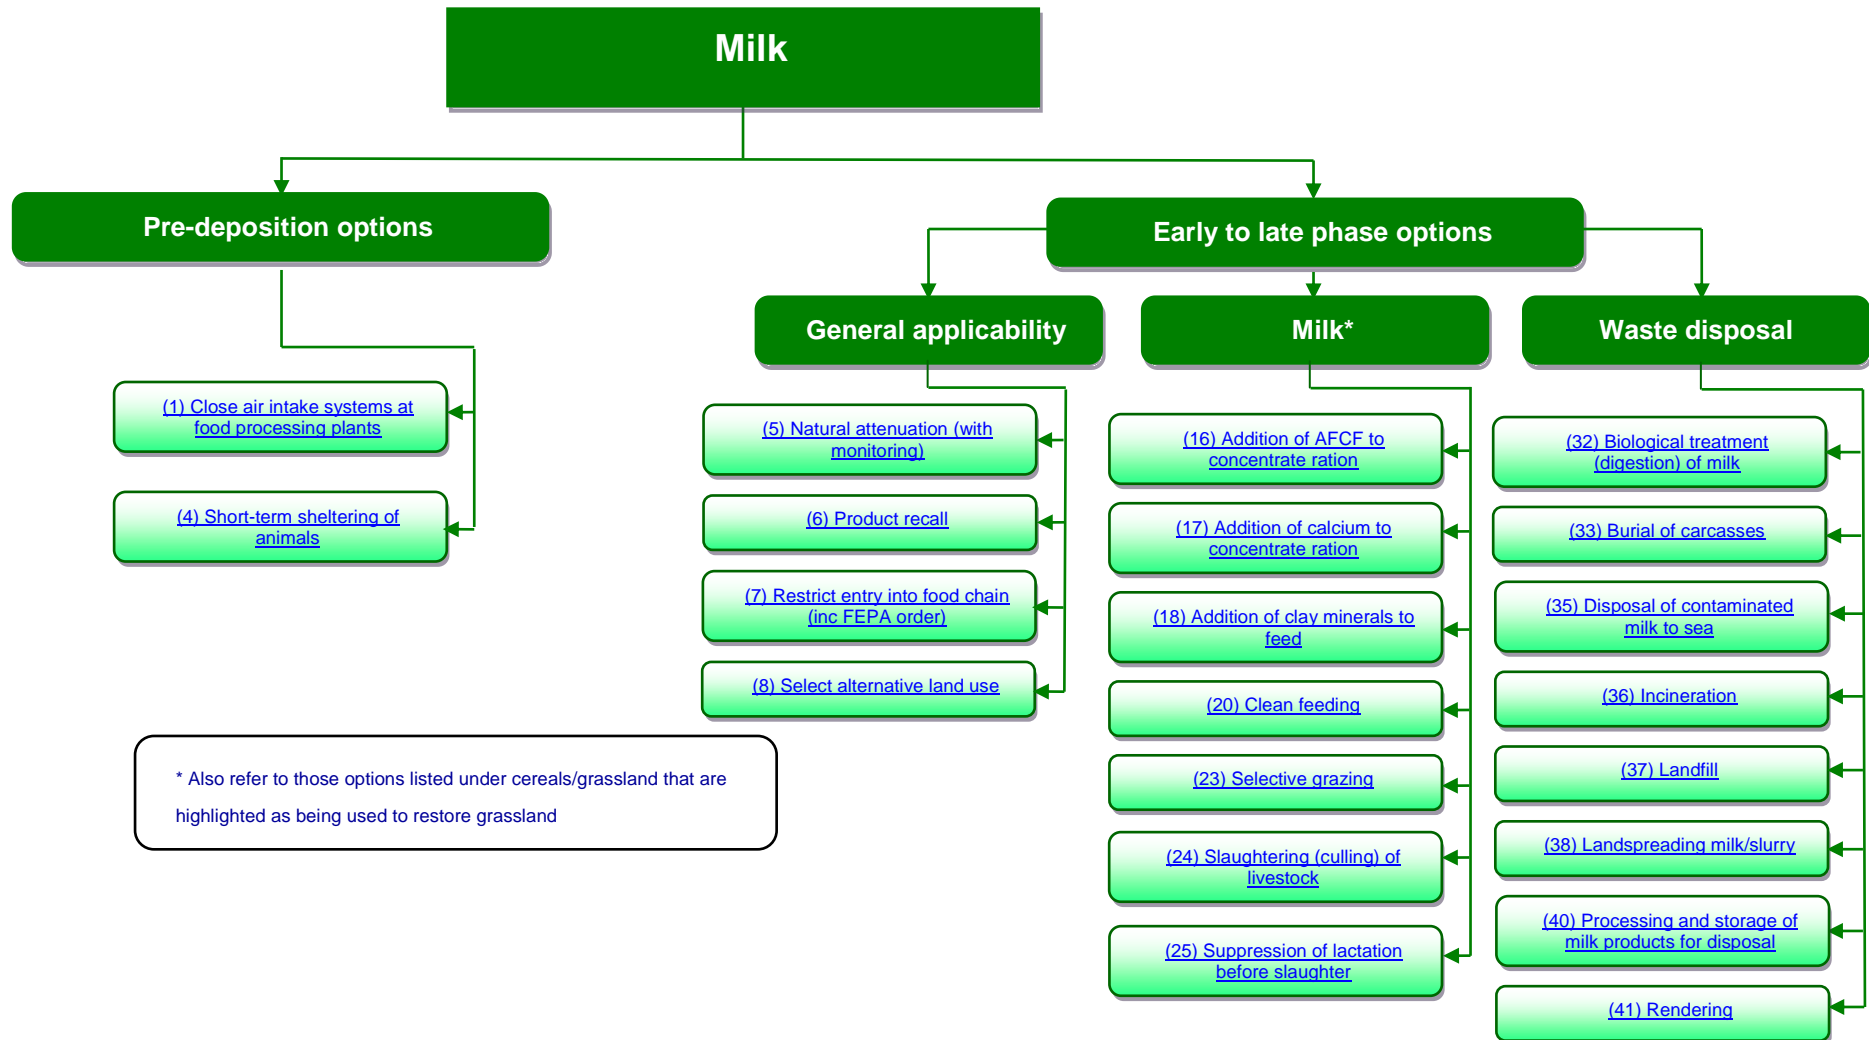 Milk
Pre-deposition options
Early to late phase options
General applicability
Milk*
Waste disposal
(1) Close air intake systems at
food processing plants
(4) Short-term sheltering of
animals
(5) Natural attenuation (with
monitoring)
(6) Product recall
(7) Restrict entry into food chain
(inc FEPA order)
(8) Select alternative land use
(16) Addition of AFCF to
concentrate ration
(17) Addition of calcium to
concentrate ration
(18) Addition of clay minerals to
feed
(20) Clean feeding
(23) Selective grazing
(24) Slaughtering (culling) of
livestock
(25) Suppression of lactation
before slaughter
(32) Biological treatment
(digestion) of milk
(33) Burial of carcasses
(35) Disposal of contaminated
milk to sea
(36) Incineration
(37) Landfill
(38) Landspreading milk/slurry
(40) Processing and storage of
milk products for disposal
(41) Rendering
* Also refer to those options listed under cereals/grassland that are
highlighted as being used to restore grassland